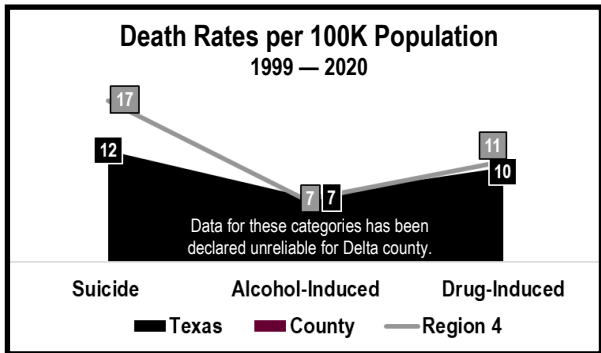 Death Rates per 100K Population
1999 — 2020
17
12
7
7
11
10
Data for these categories has been
declared unreliable for Delta county.
Suicide Alcohol-Induced Drug-Induced
Texas County Region 4